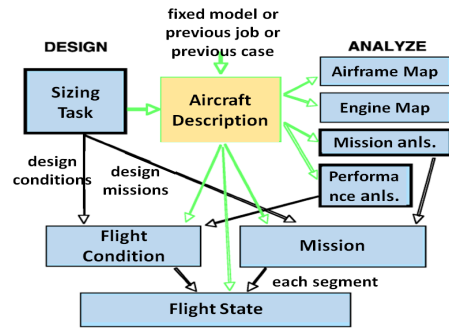 DESIGN
fixed model or
previous job or
previous case
ANALYZE
Sizing
Task
Aircraft
Description
Airframe Map
Engine Map
Mission anls.
Performa
nce anls.
design
conditions
design
missions
Flight
Condition
Mission
each segment
Flight State